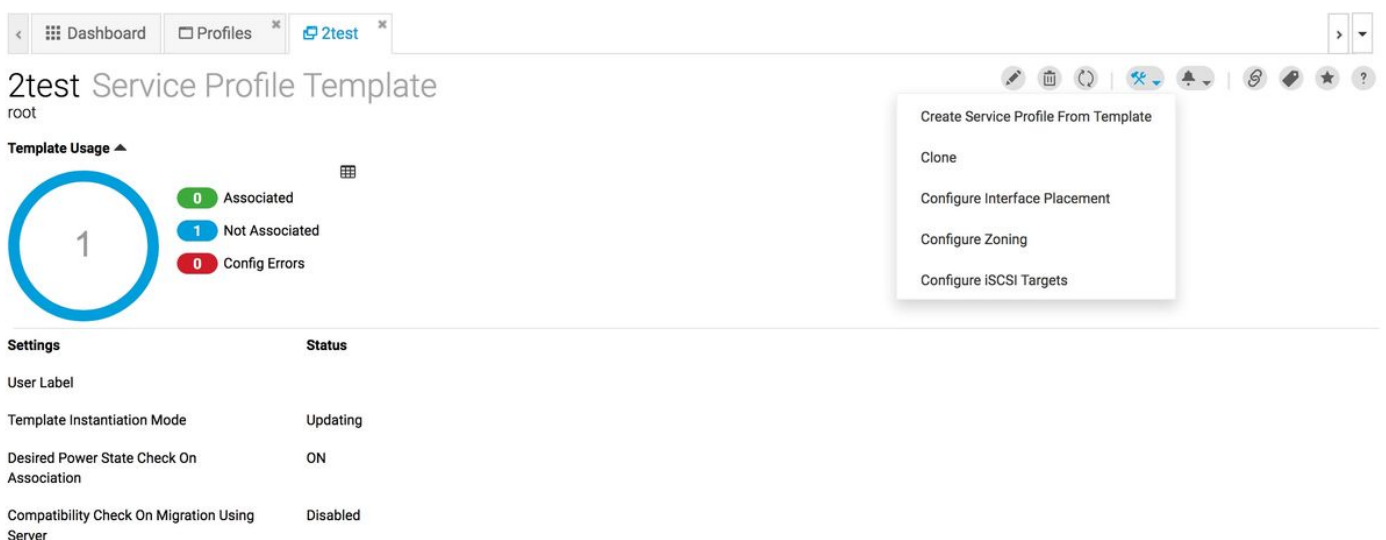 Dashboard
Profiles
2test
2test Service Profile Template
root
Template Usage
1
0 Associated
1 Not Associated
0 Config Errors
Create Service Profile From Template
Clone
Configure Interface Placement
Configure Zoning
Configure iSCSI Targets
Settings Status
User Label
Template Instantiation Mode Updating
Desired Power State Check On ON
Association
Compatibility Check On Migration Using Disabled
Server